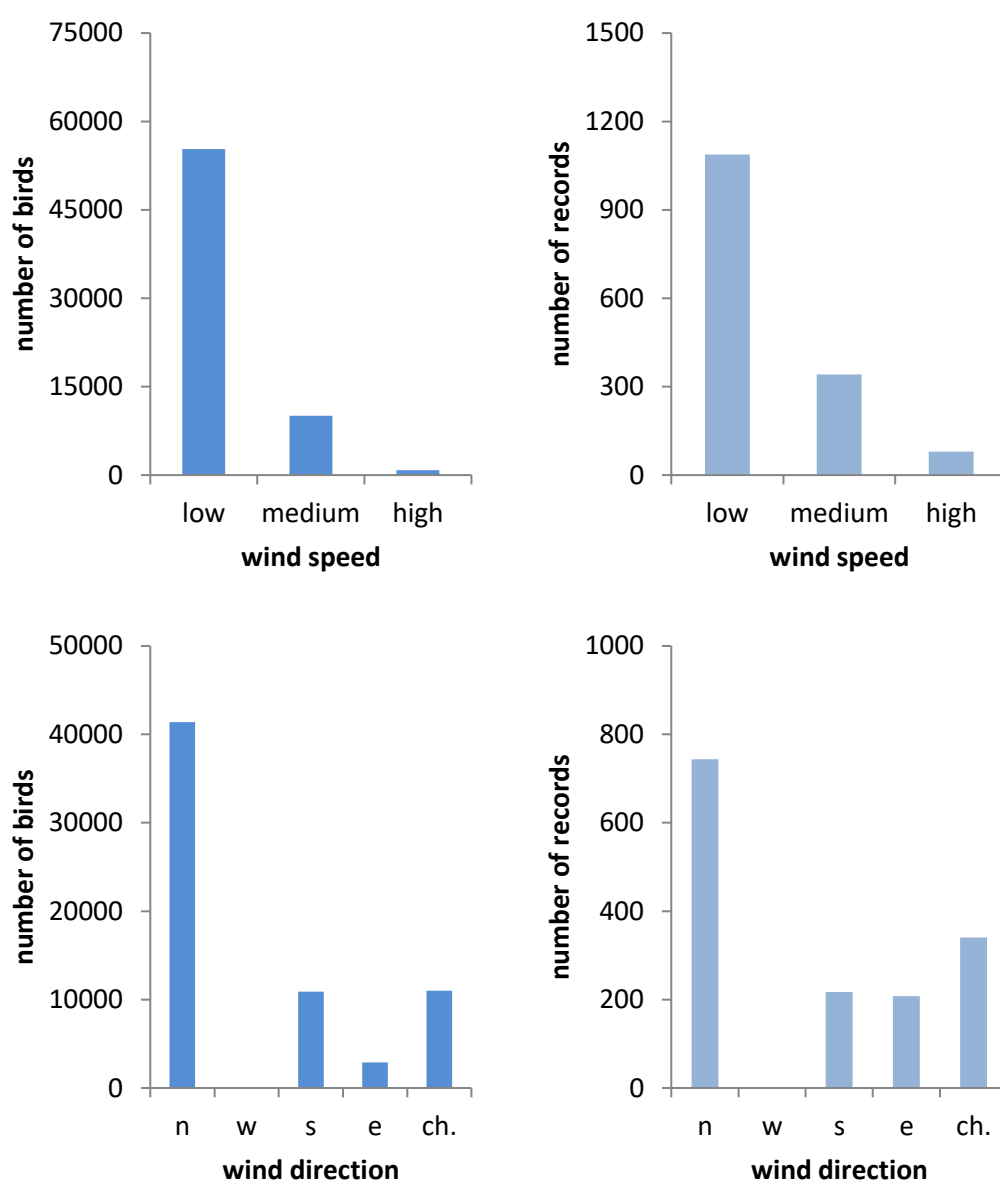 number of birds
75000
60000
45000
30000
15000
0
low medium high
wind speed
number of records
1500
1200
900
600
300
0
low medium high
wind speed
number of birds
50000
40000
30000
20000
10000
0
n w s e ch.
wind direction
number of records
1000
800
600
400
200
0
n w s e ch.
wind direction